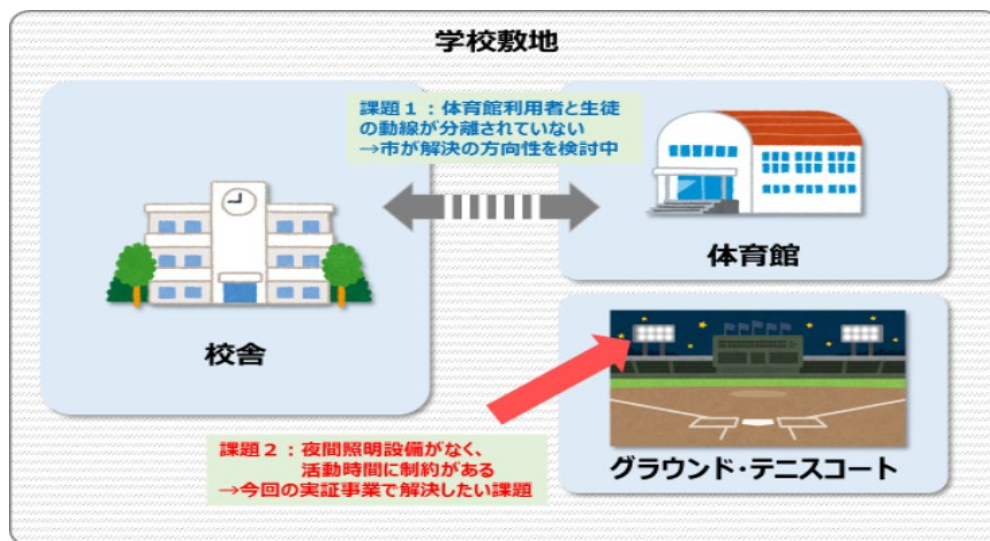 学校敷地
課題1：体育館利用者と生徒
の動線が分離されていない
→市が解決の方向性を検討中
体育館
校舎
課題2：夜間照明設備がなく、
活動時間に制約がある
→今回の実証事業で解決したい課題
グラウンド・テニスコート